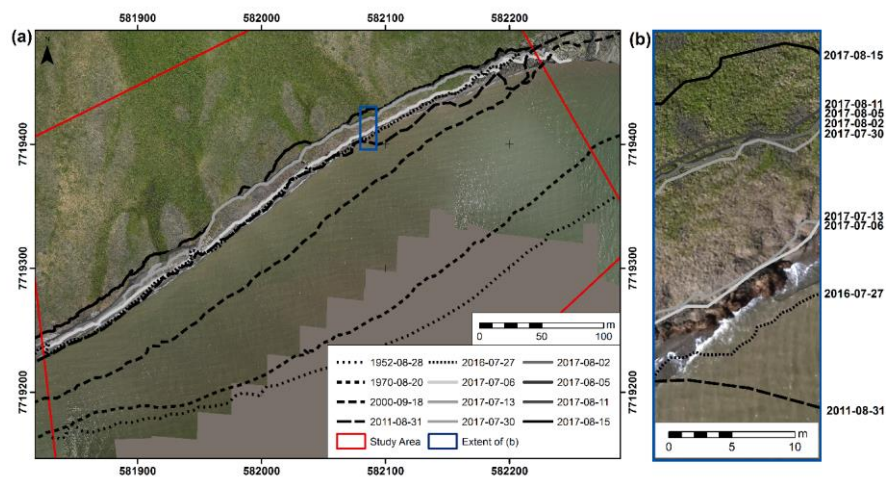 581900 582000 582100 582200
(a)
N
7719400
7719300
7719200
7719400
7719300
7719200
m
0 50 100
1952-08-28 2016-07-27 2017-08-02
1970-08-20 2017-07-06 2017-08-05
2000-09-18 2017-07-13 2017-08-11
2011-08-31 2017-07-30 2017-08-15
Study Area Extent of (b)
581900 582000 582100 582200
(b)
2017-08-15
2017-08-11
2017-08-05
2017-08-02
2017-07-30
2017-07-13
2017-07-06
2016-07-27
2011-08-31
m
0 5 10